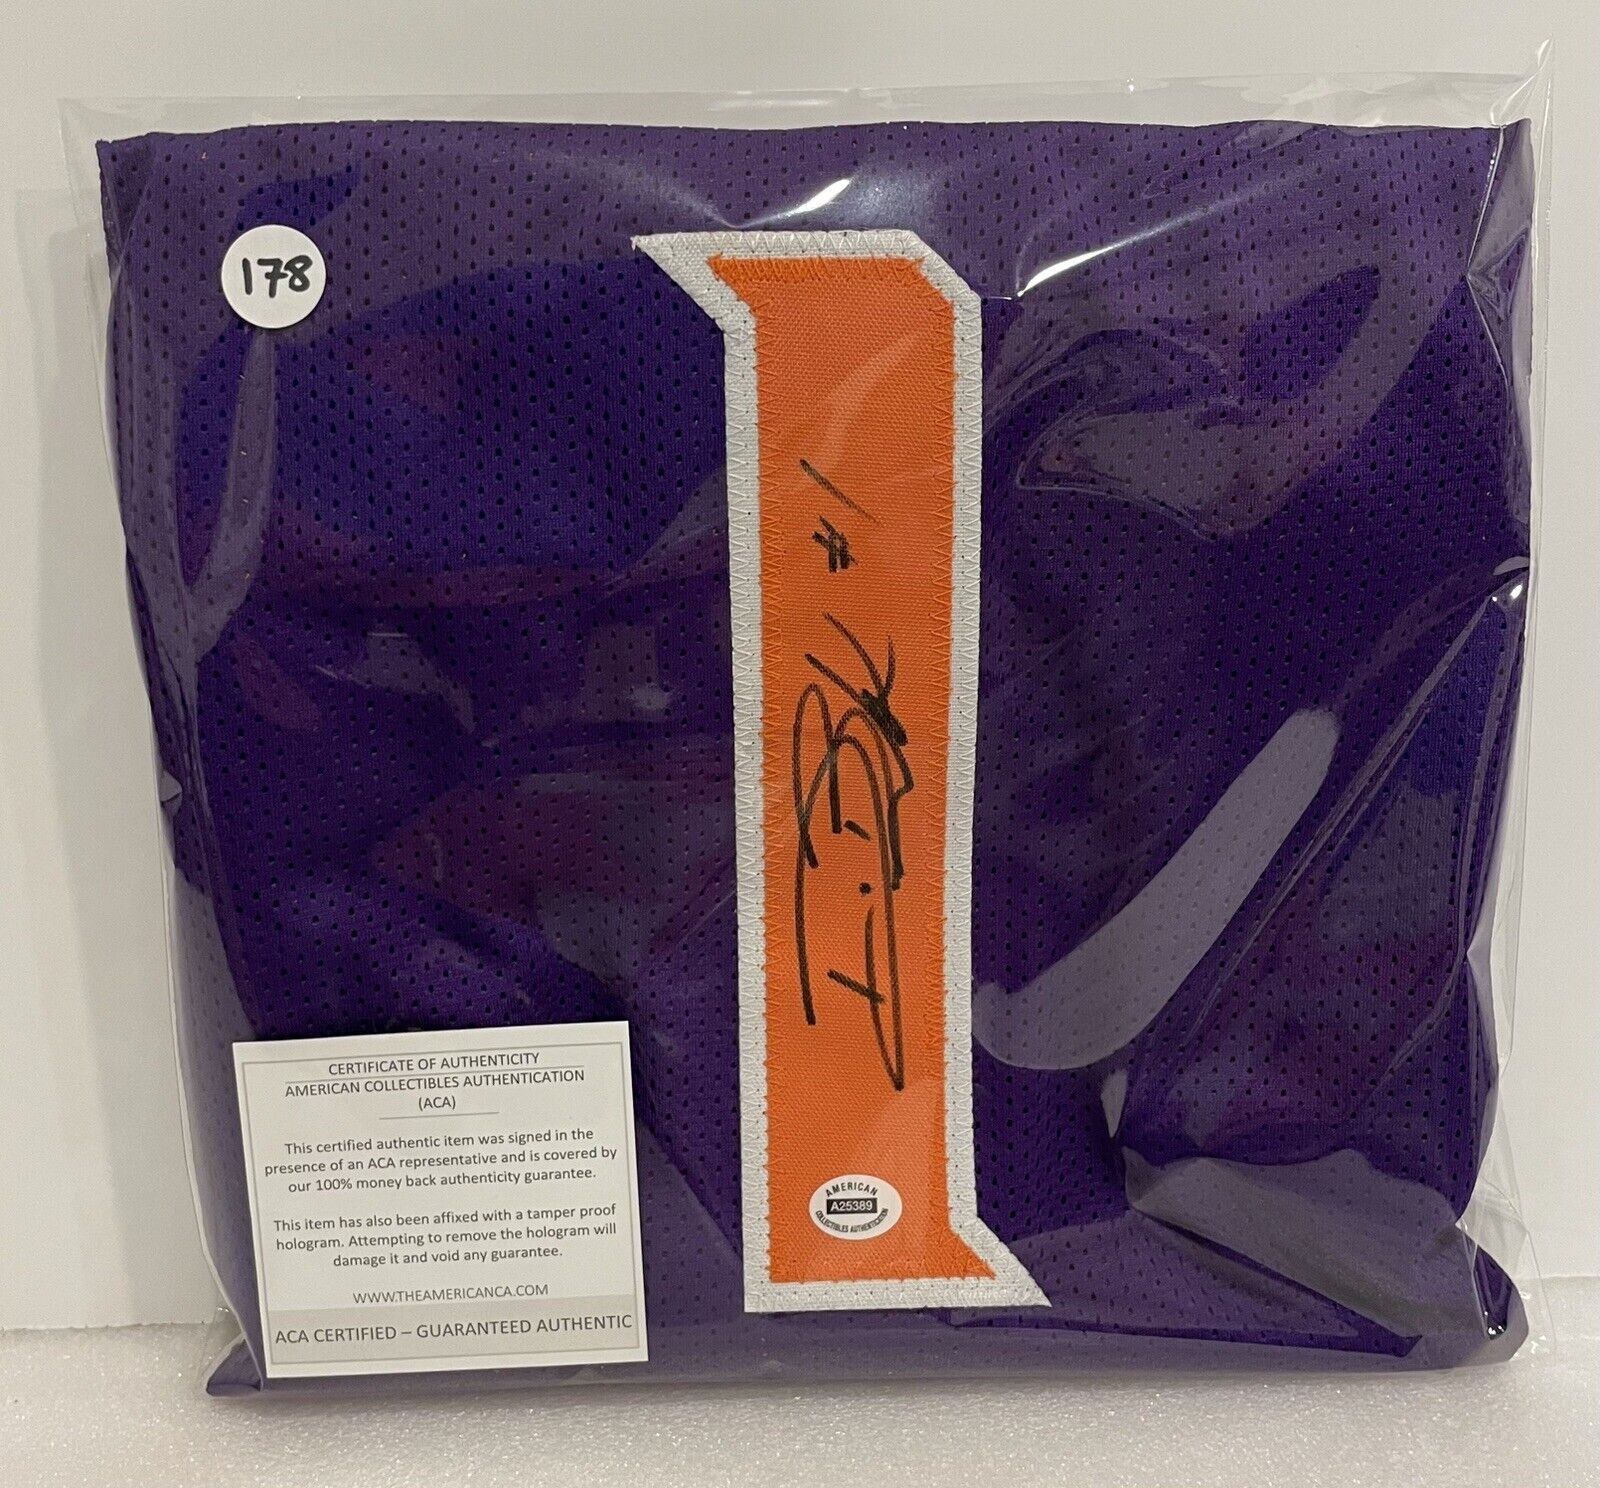 178
#1
CERTIFICATE OF AUTHENTICITY
AMERICAN COLLECTIBLES AUTHENTICATION
(ACA)
This certified authentic item was signed in the
presence of an ACA representative and is covered by
our 100% money back authenticity guarantee.
This item has also been affixed with a tamper proof
hologram. Attempting to remove the hologram will
damage it and void any guarantee.
WWW.THEAMERICANCA.COM
ACA CERTIFIED – GUARANTEED AUTHENTIC
AMERICAN
A25389
COLLECTIBLES AUTHENTICATION